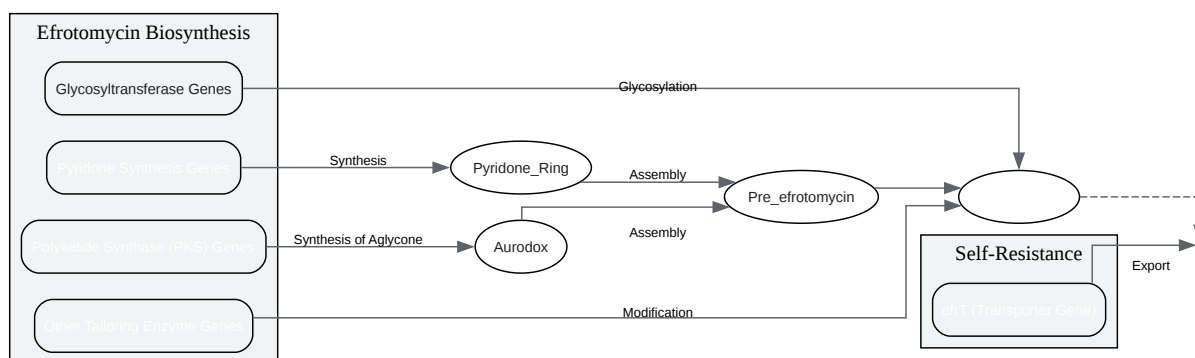 Efrotomycin Biosynthesis
Glycosyltransferase Genes
Glycosylation
Pyridone Synthesis Genes
Synthesis
Pyridone_Ring
Assembly
Pre_efrotomycin
Polyketide Synthase (PKS) Genes
Synthesis of Aglycone
Aurodox
Assembly
Self-Resistance
Export
efrT (Transporter Gene)
Other Tailoring Enzyme Genes
Modification